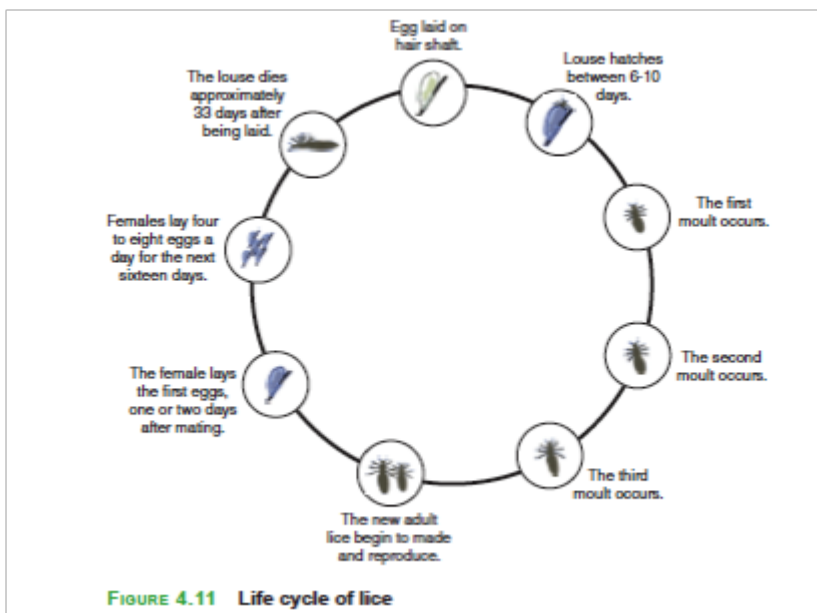 Egg laid on
hair shaft.
Louse hatches
between 6-10
days.
The first
moult occurs.
The second
moult occurs.
The third
moult occurs.
The new adult
lice begin to made
and reproduce.
The female lays
the first eggs,
one or two days
after mating.
Females lay four
to eight eggs a
day for the next
sixteen days.
The louse dies
approximately
33 days after
being laid.
FIGURE 4.11 Life cycle of lice